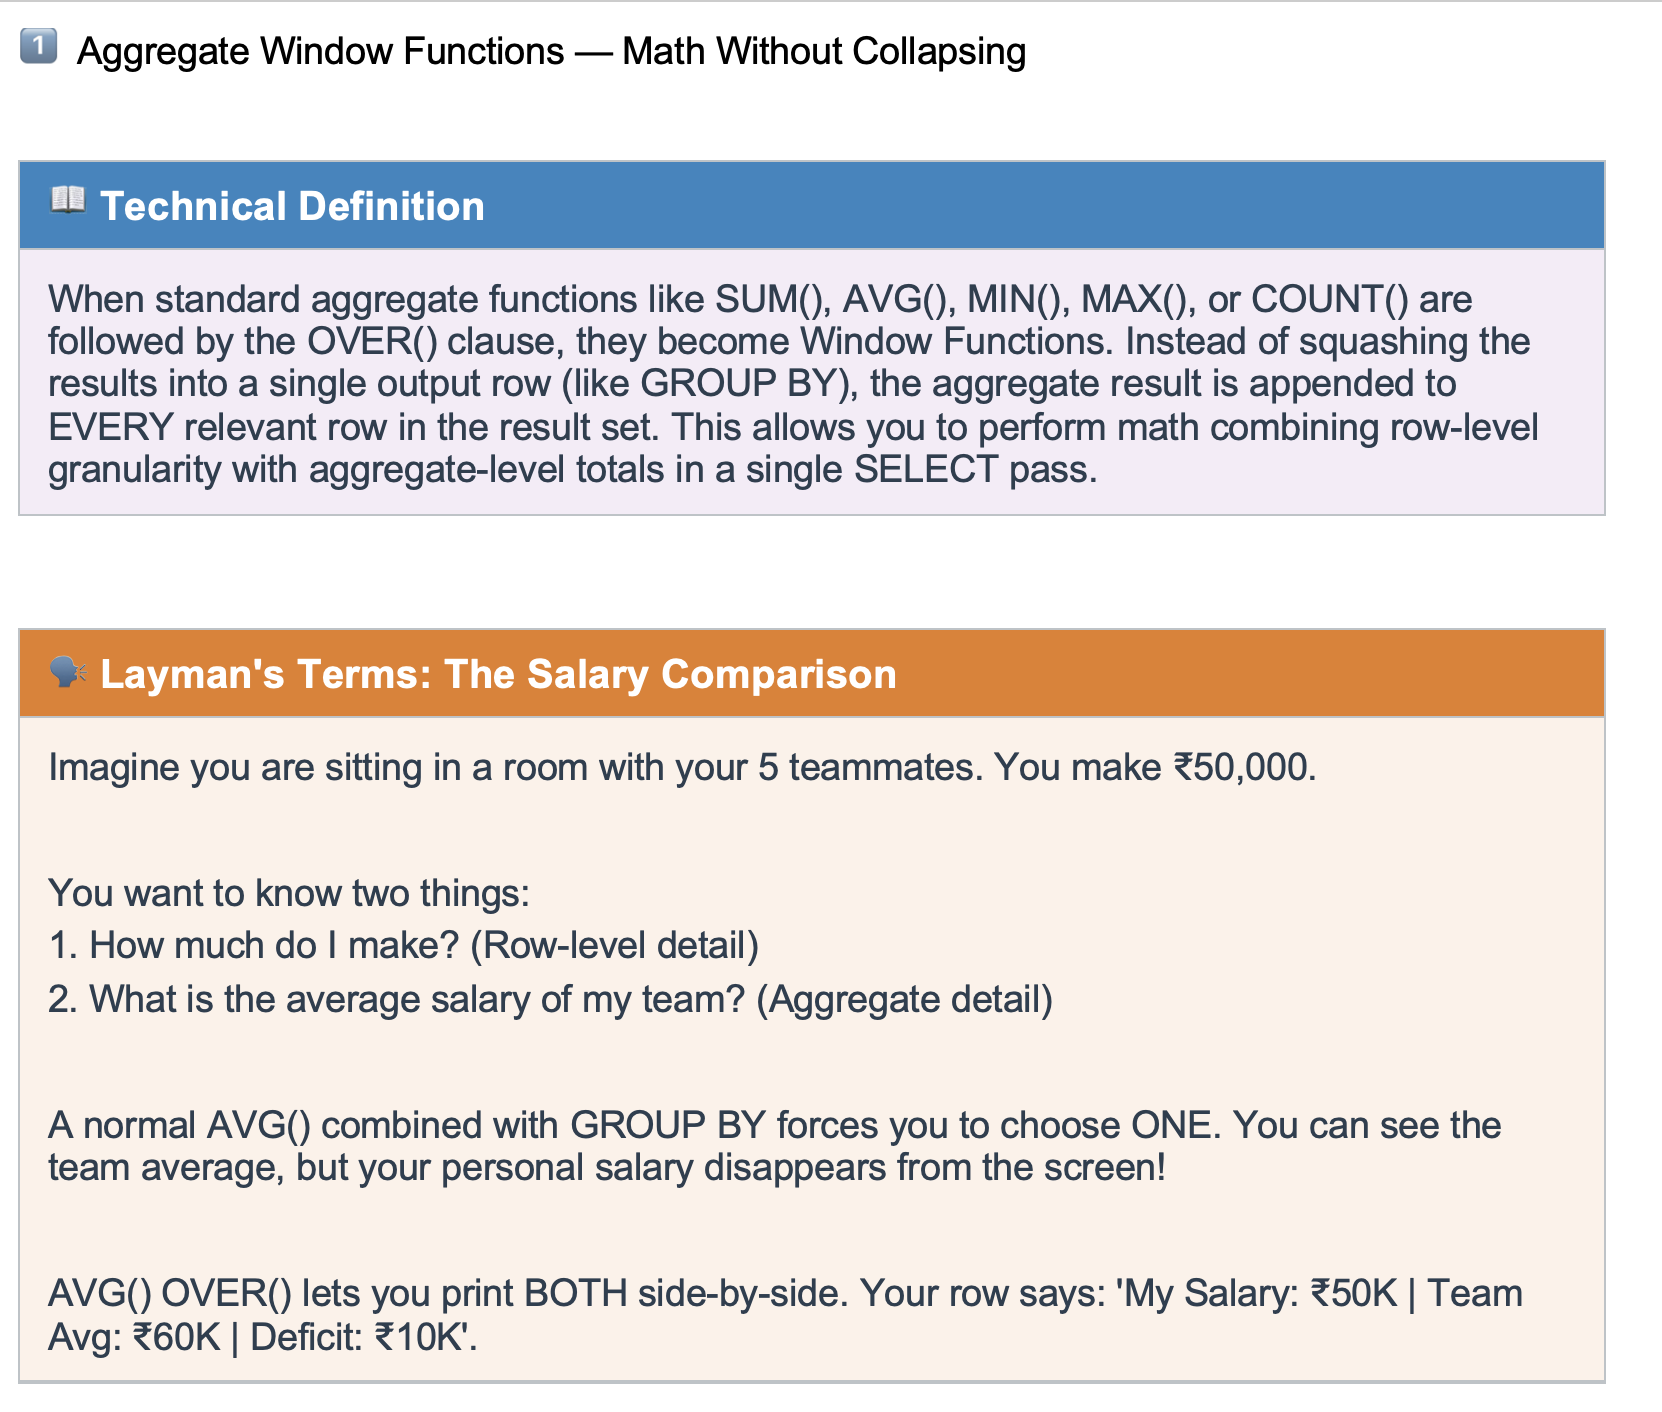 1 Aggregate Window Functions — Math Without Collapsing
Technical Definition
When standard aggregate functions like SUM(), AVG(), MIN(), MAX(), or COUNT() are
followed by the OVER() clause, they become Window Functions. Instead of squashing the
results into a single output row (like GROUP BY), the aggregate result is appended to
EVERY relevant row in the result set. This allows you to perform math combining row-level
granularity with aggregate-level totals in a single SELECT pass.
Layman's Terms: The Salary Comparison
Imagine you are sitting in a room with your 5 teammates. You make ₹50,000.
You want to know two things:
1. How much do I make? (Row-level detail)
2. What is the average salary of my team? (Aggregate detail)
A normal AVG() combined with GROUP BY forces you to choose ONE. You can see the
team average, but your personal salary disappears from the screen!
AVG() OVER() lets you print BOTH side-by-side. Your row says: 'My Salary: ₹50K | Team
Avg: ₹60K | Deficit: ₹10K'.